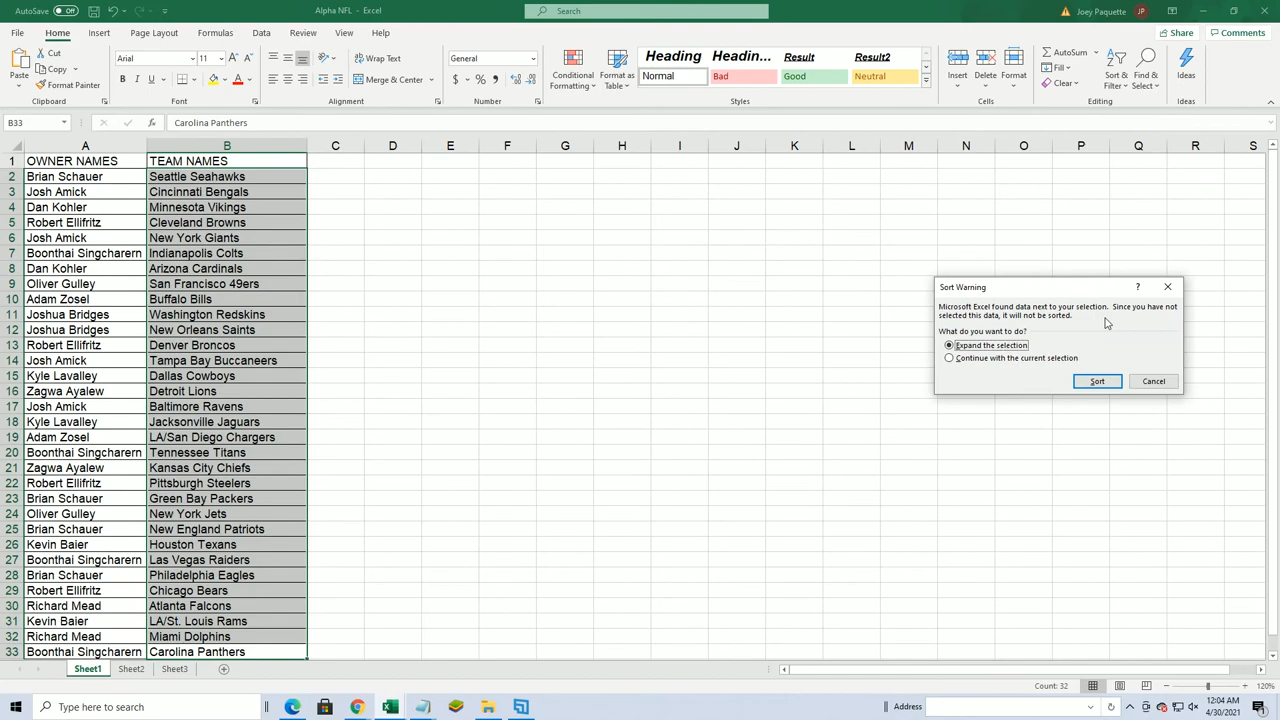 AutoSave Off
Alpha NFL - Excel
Search
Joey Paquette JP
File Home Insert Page Layout Formulas Data Review View Help
Share Comments
Paste
Cut
Copy
Format Painter
Clipboard
Arial 11
B I U
Font
Wrap Text
Merge & Center
Alignment
General
$ % ,
Number
Conditional Formatting
Format as Table
Heading Headin... Result Result2
Normal Bad Good Neutral
Styles
Insert Delete Format
Cells
AutoSum
Fill
Clear
Sort & Filter
Find & Select
Editing
Ideas
Ideas
B33 fx Carolina Panthers
A B C D E F G H I J K L M N O P Q R S
1 OWNER NAMES TEAM NAMES
2 Brian Schauer Seattle Seahawks
3 Josh Amick Cincinnati Bengals
4 Dan Kohler Minnesota Vikings
5 Robert Ellifritz Cleveland Browns
6 Josh Amick New York Giants
7 Boonthai Singcharern Indianapolis Colts
8 Dan Kohler Arizona Cardinals
9 Oliver Gulley San Francisco 49ers
10 Adam Zosel Buffalo Bills
11 Joshua Bridges Washington Redskins
12 Joshua Bridges New Orleans Saints
13 Robert Ellifritz Denver Broncos
14 Josh Amick Tampa Bay Buccaneers
15 Kyle Lavalley Dallas Cowboys
16 Zagwa Ayalew Detroit Lions
17 Josh Amick Baltimore Ravens
18 Kyle Lavalley Jacksonville Jaguars
19 Adam Zosel LA/San Diego Chargers
20 Boonthai Singcharern Tennessee Titans
21 Zagwa Ayalew Kansas City Chiefs
22 Robert Ellifritz Pittsburgh Steelers
23 Brian Schauer Green Bay Packers
24 Oliver Gulley New York Jets
25 Brian Schauer New England Patriots
26 Kevin Baier Houston Texans
27 Boonthai Singcharern Las Vegas Raiders
28 Brian Schauer Philadelphia Eagles
29 Robert Ellifritz Chicago Bears
30 Richard Mead Atlanta Falcons
31 Kevin Baier LA/St. Louis Rams
32 Richard Mead Miami Dolphins
33 Boonthai Singcharern Carolina Panthers
Sort Warning
Microsoft Excel found data next to your selection. Since you have not
selected this data, it will not be sorted.
What do you want to do?
Expand the selection
Continue with the current selection
Sort Cancel
Sheet1 Sheet2 Sheet3
Count: 32
120%
Type here to search
Address
12:04 AM
4/30/2021